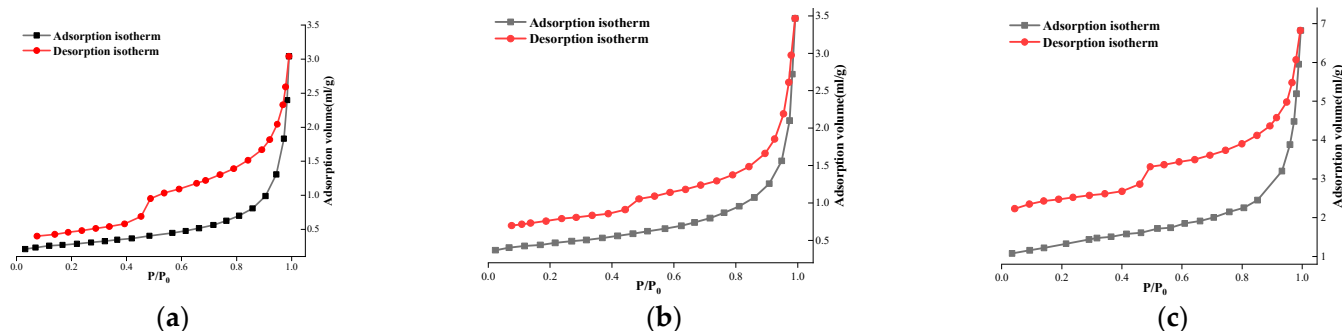 Adsorption isotherm
Desorption isotherm
3.5
3.0
2.5
2.0
1.5
1.0
0.5
Adsorption volume(ml/g)
0.0 0.2 0.4 0.6 0.8 1.0
P/P0
(a)
Adsorption isotherm
Desorption isotherm
3.5
3.0
2.5
2.0
1.5
1.0
0.5
Adsorption volume(ml/g)
0.0 0.2 0.4 0.6 0.8 1.0
P/P0
(b)
Adsorption isotherm
Desorption isotherm
7
6
5
4
3
2
1
Adsorption volume(ml/g)
0.0 0.2 0.4 0.6 0.8 1.0
P/P0
(c)